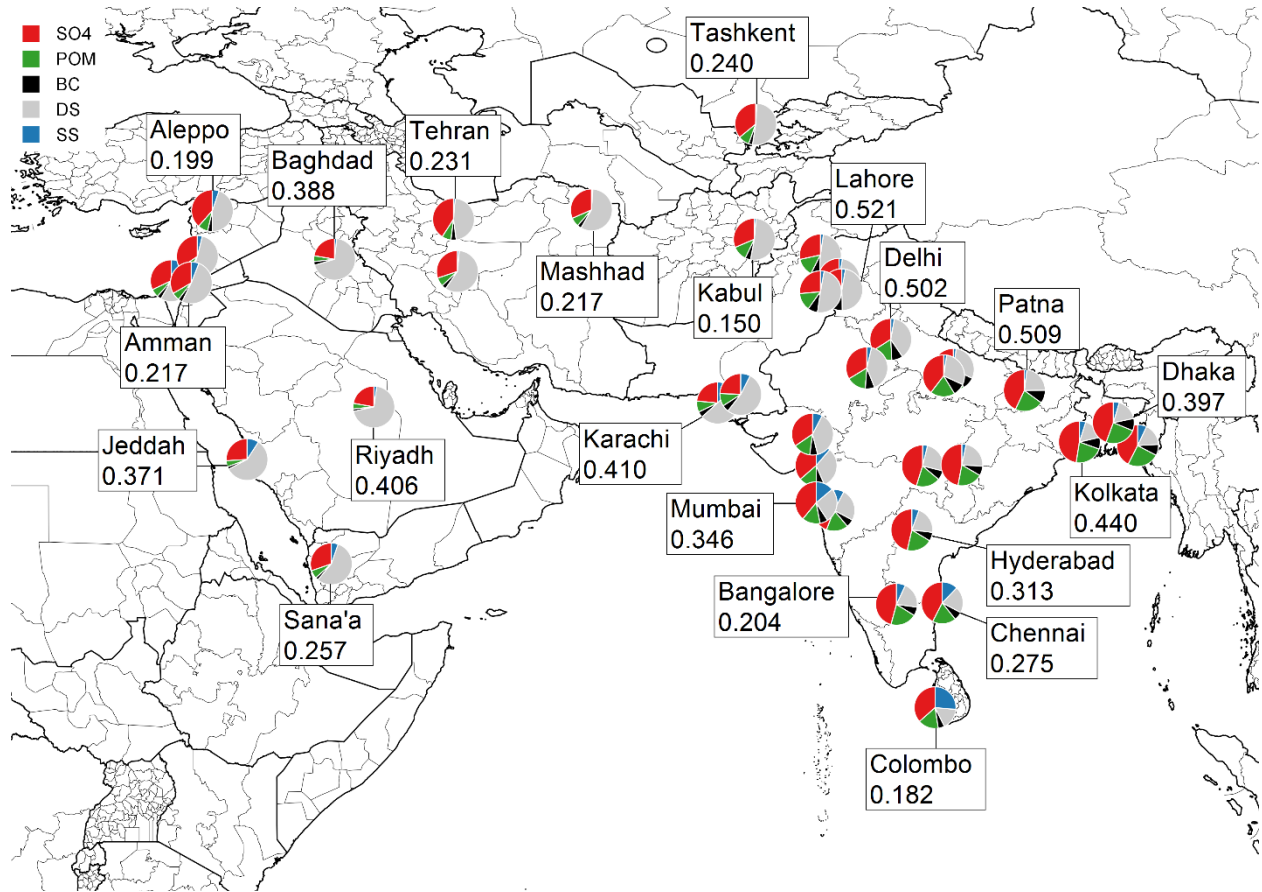 SO4
POM
BC
DS
SS
Tashkent
0.240
Aleppo
0.199
Tehran
0.231
Baghdad
0.388
Lahore
0.521
Mashhad
0.217
Kabul
0.150
Delhi
0.502
Patna
0.509
Amman
0.217
Dhaka
0.397
Jeddah
0.371
Riyadh
0.406
Karachi
0.410
Mumbai
0.346
Kolkata
0.440
Hyderabad
0.313
Bangalore
0.204
Sana'a
0.257
Chennai
0.275
Colombo
0.182